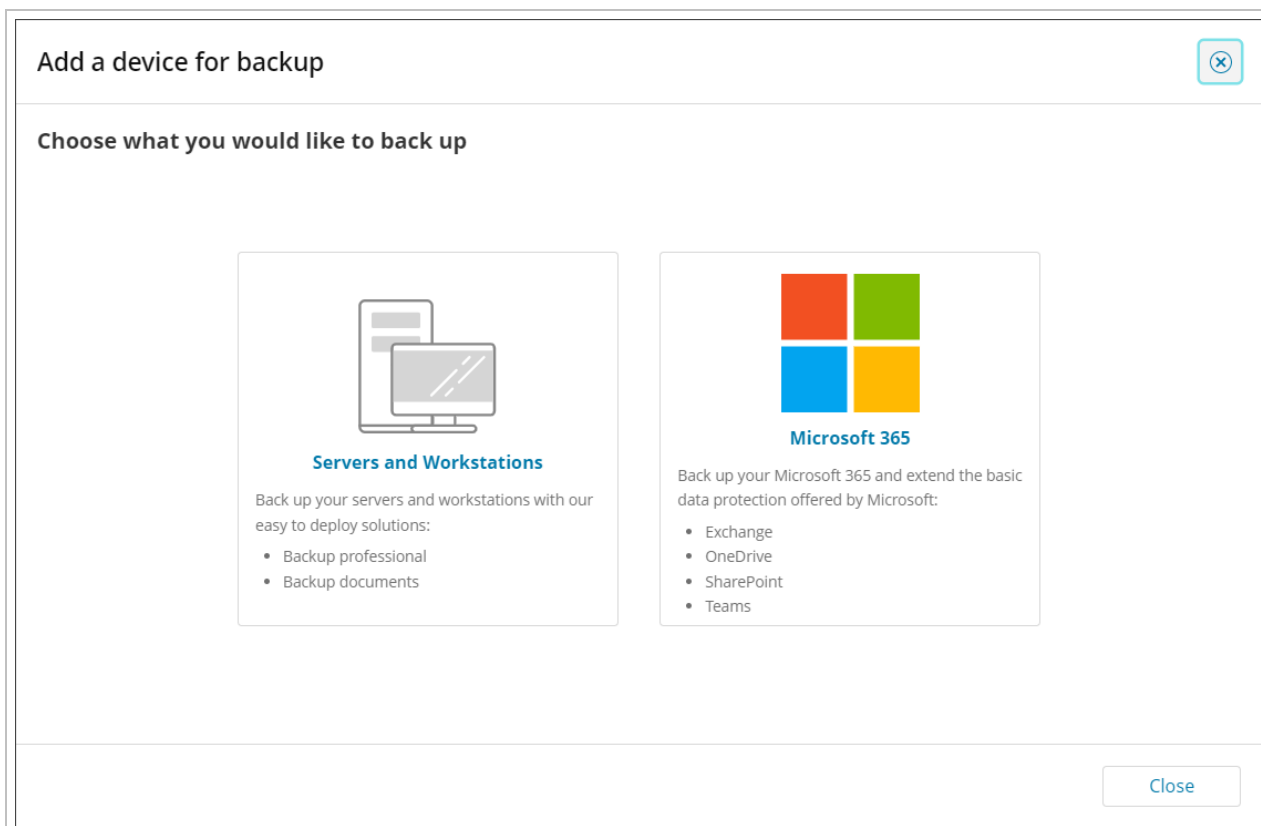 Add a device for backup
Choose what you would like to back up
Servers and Workstations
Back up your servers and workstations with our
easy to deploy solutions:
• Backup professional
• Backup documents
Microsoft 365
Back up your Microsoft 365 and extend the basic
data protection offered by Microsoft:
• Exchange
• OneDrive
• SharePoint
• Teams
Close